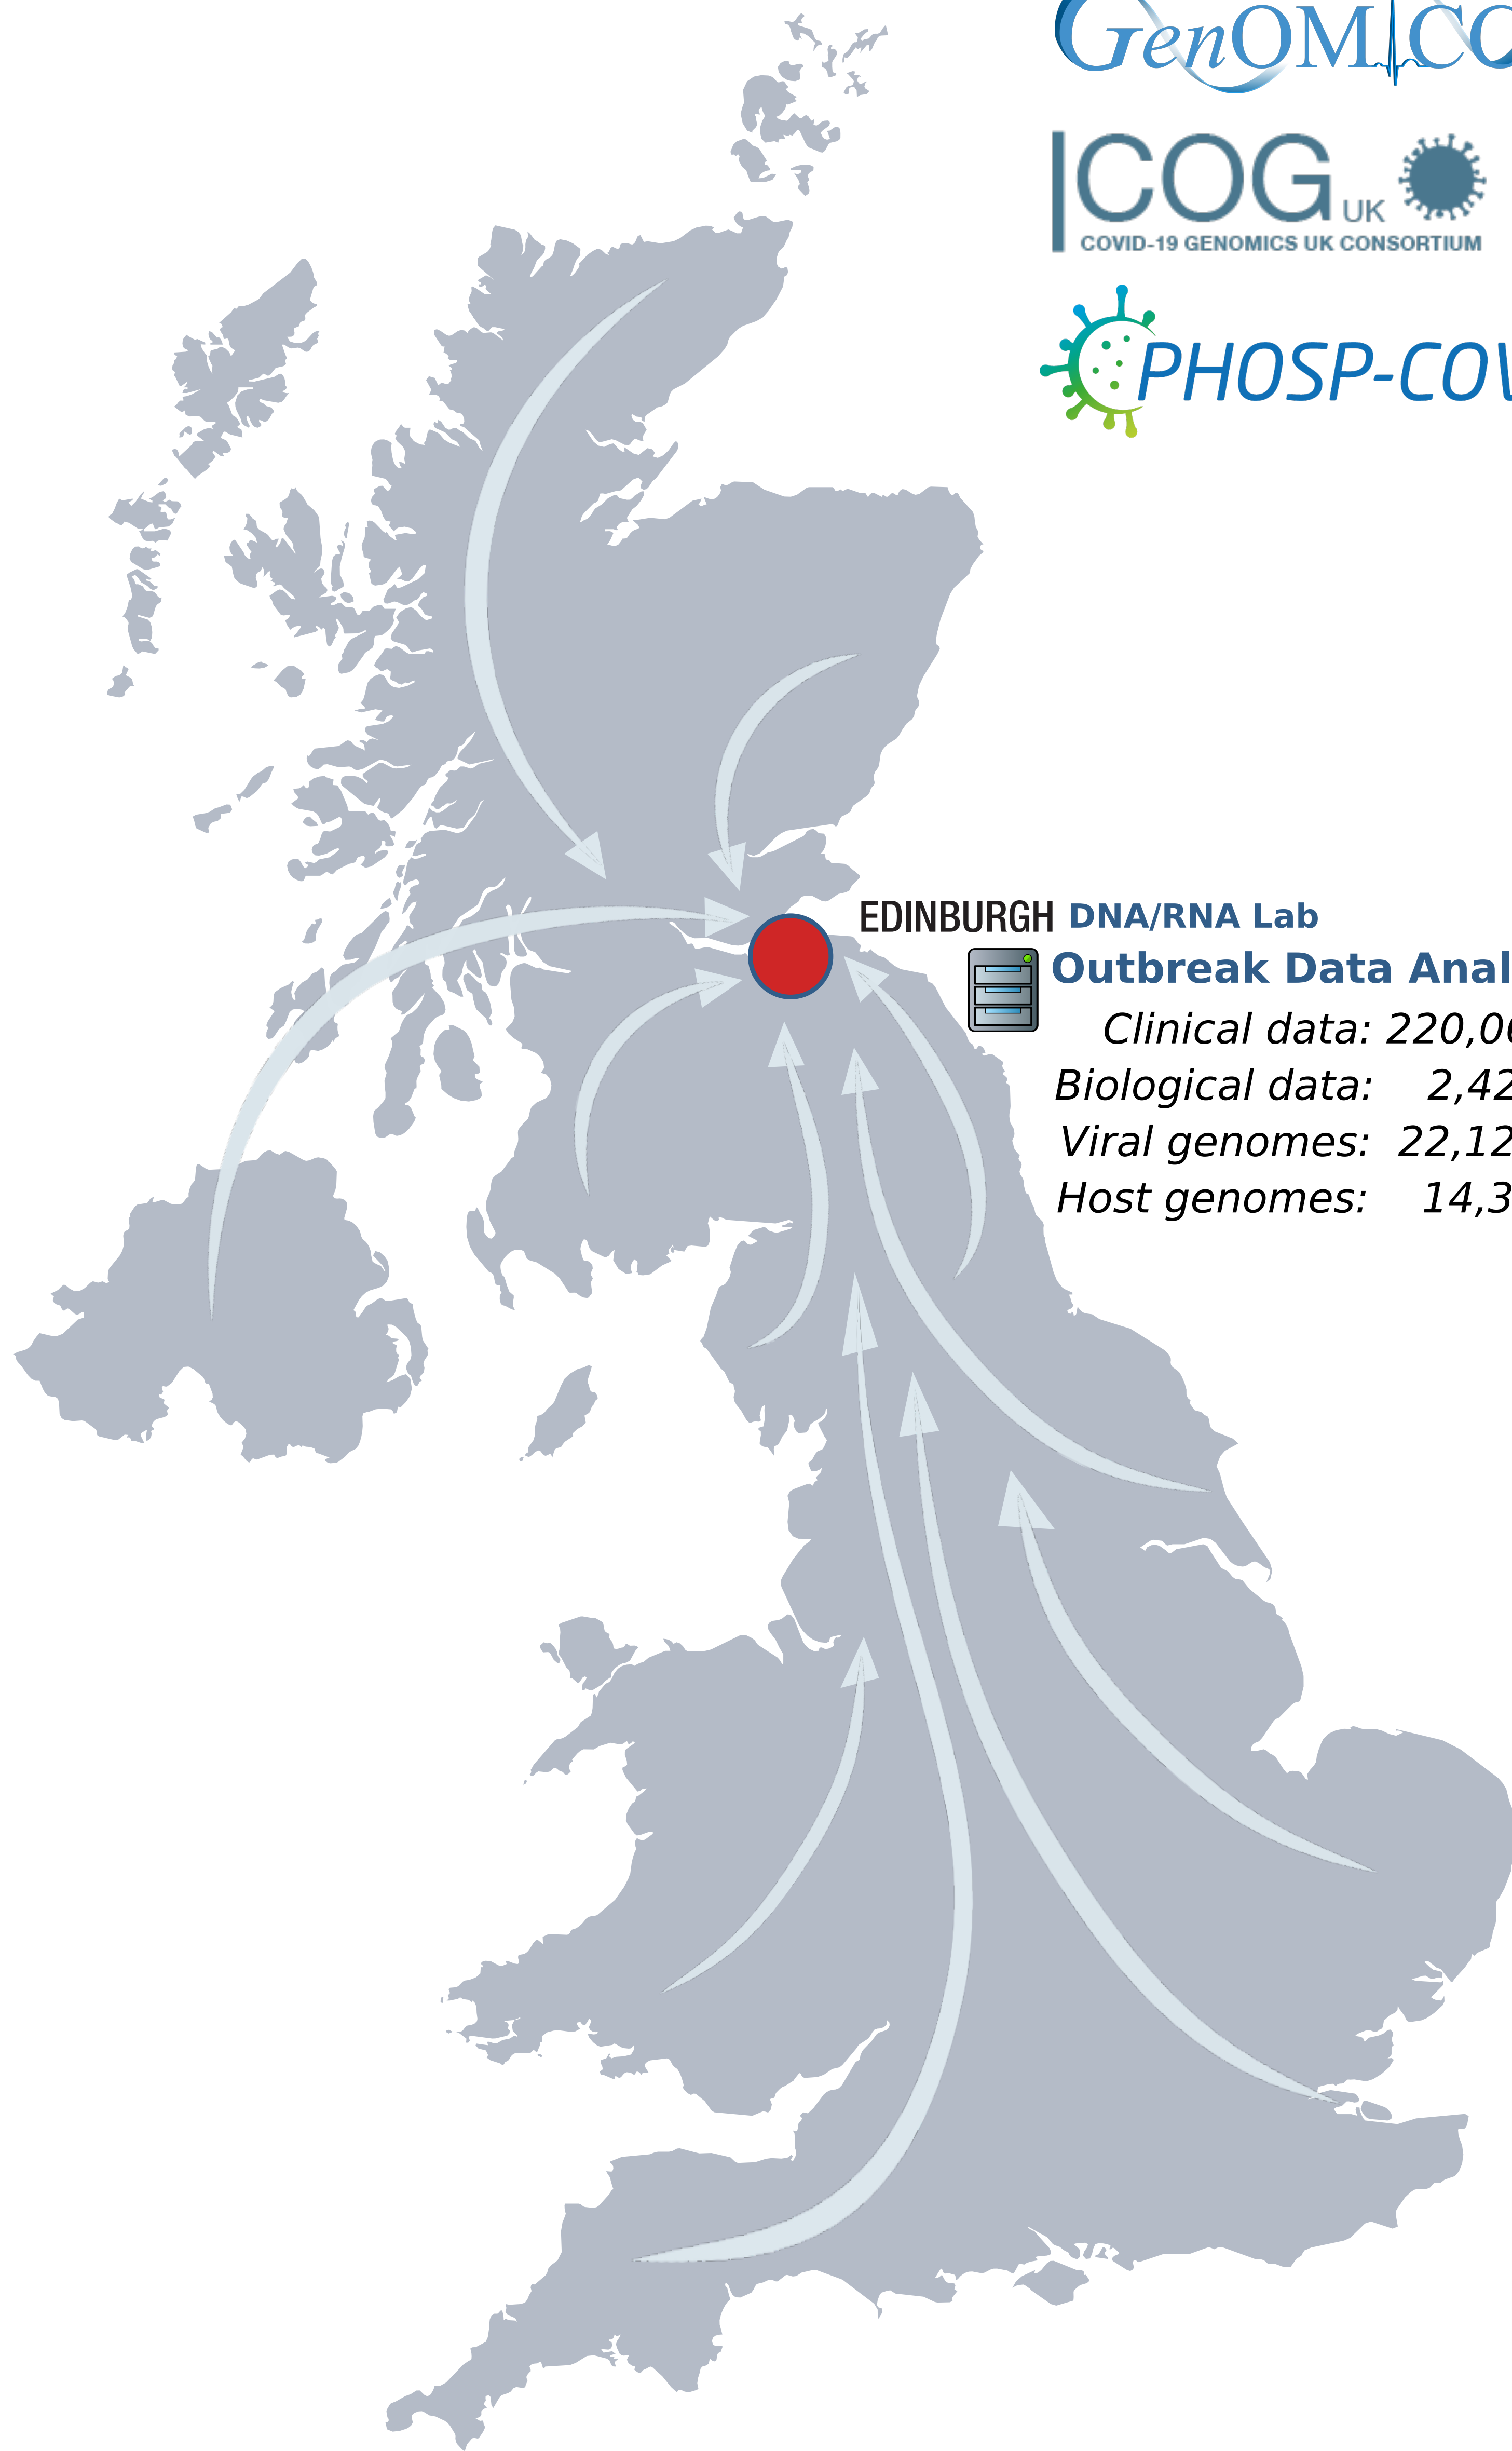 GenOMICC
COG UK
COVID-19 GENOMICS UK CONSORTIUM
PHOSP-COV
EDINBURGH DNA/RNA Lab
Outbreak Data Anal
Clinical data: 220,0
Biological data: 2,42
Viral genomes: 22,12
Host genomes: 14,3